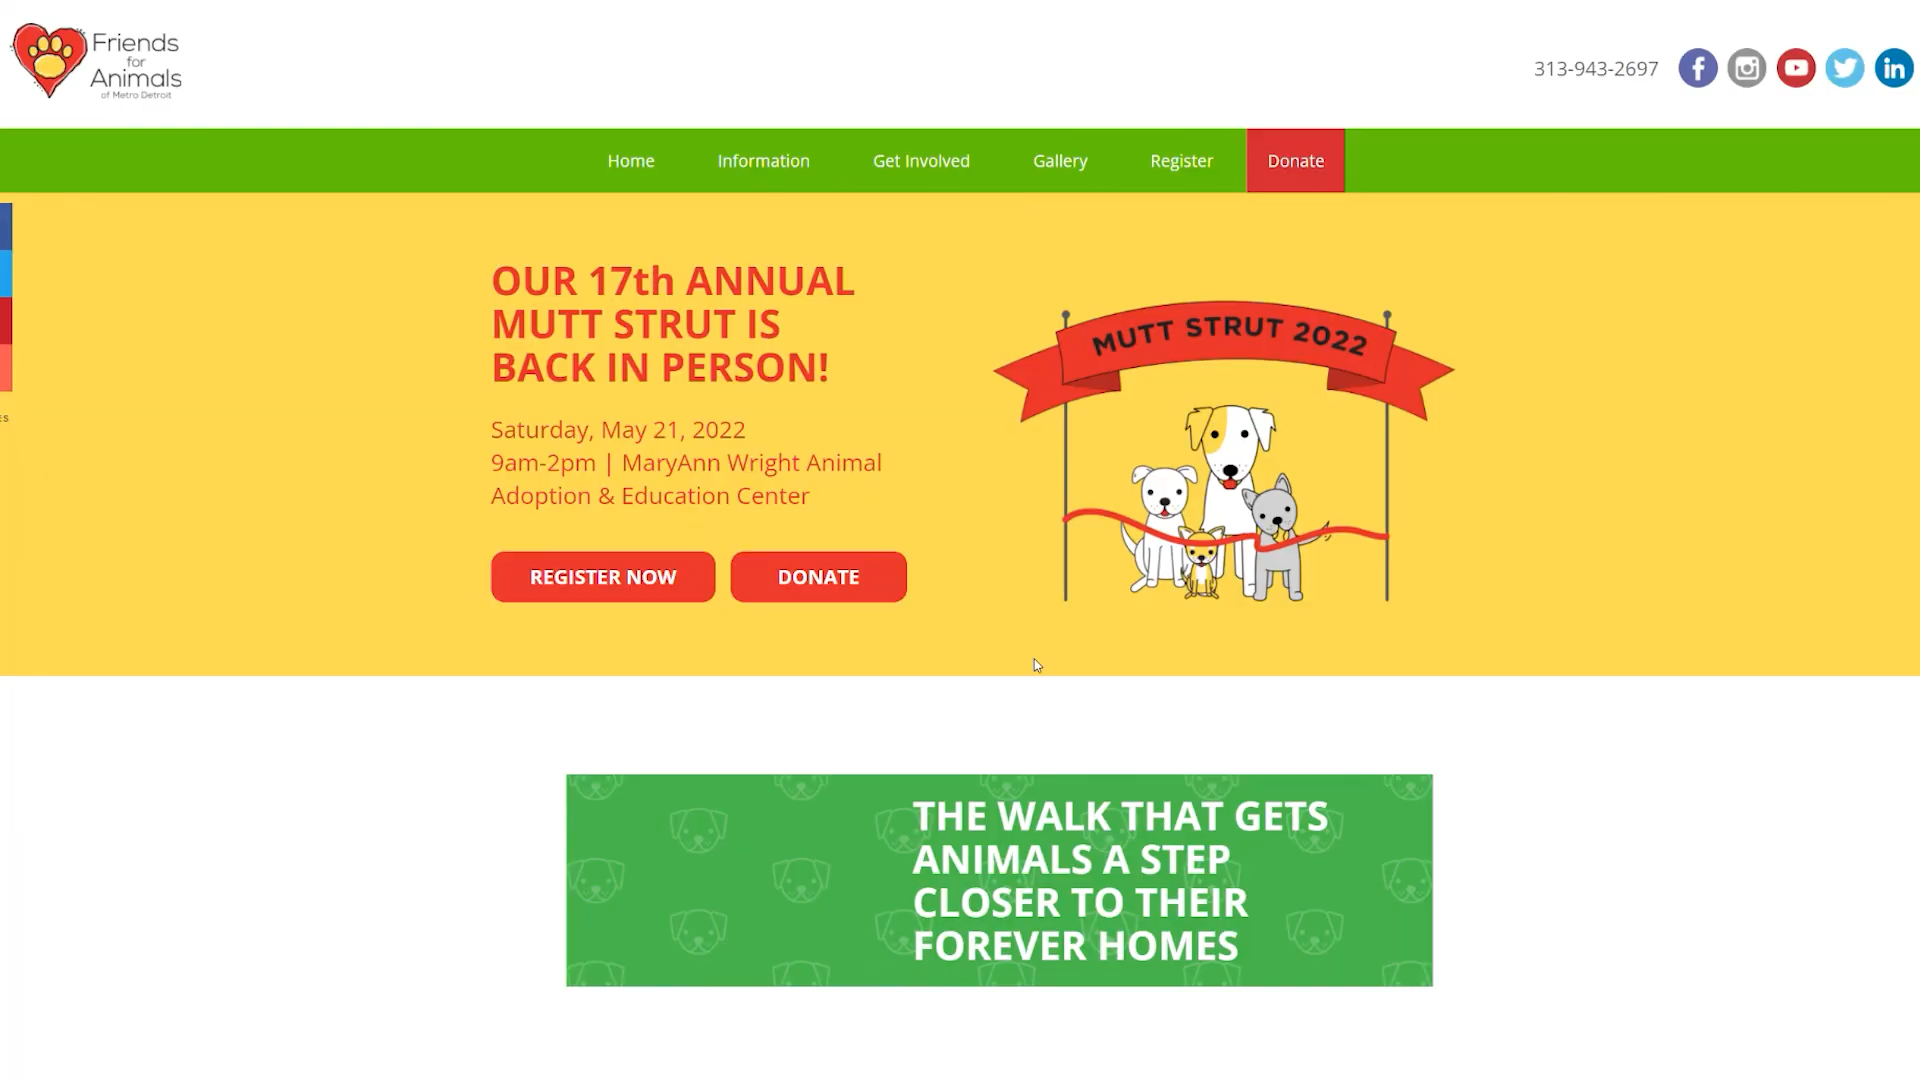 Friends
for
Animals
of Metro Detroit
313-943-2697
Home
Information
Get Involved
Gallery
Register
Donate
OUR 17th ANNUAL
MUTT STRUT IS
BACK IN PERSON!
Saturday, May 21, 2022
9am-2pm | MaryAnn Wright Animal
Adoption & Education Center
REGISTER NOW
DONATE
MUTT STRUT 2022
THE WALK THAT GETS
ANIMALS A STEP
CLOSER TO THEIR
FOREVER HOMES